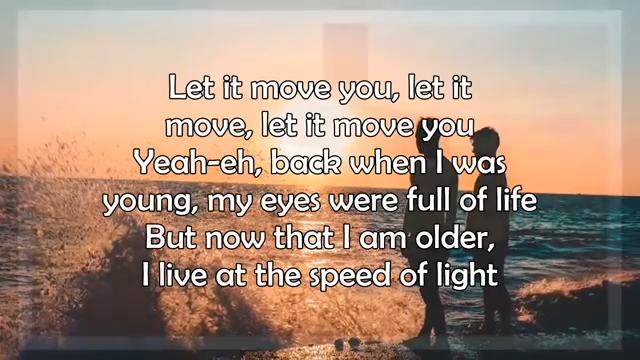 Let it move you, let it
move, let it move you
Yeah-eh, back when I was
young, my eyes were full of life
But now that I am older,
I live at the speed of light